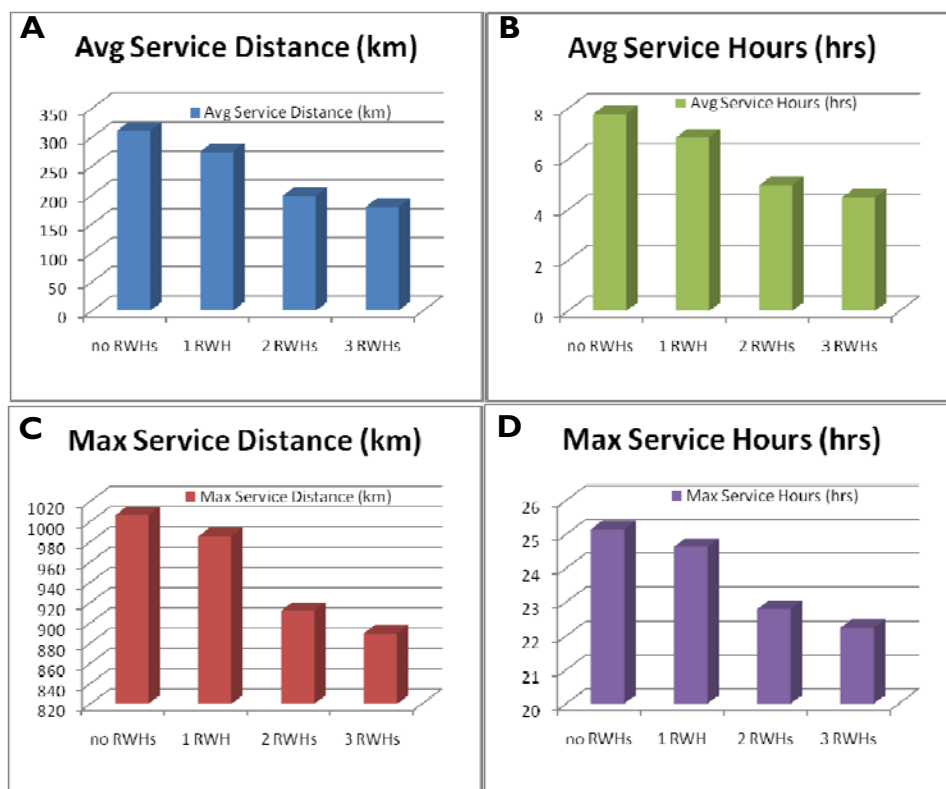 A
Avg Service Distance (km)
Avg Service Distance (km)
350
300
250
200
150
100
50
0
no RWHs 1 RWH 2 RWHs 3 RWHs
B
Avg Service Hours (hrs)
Avg Service Hours (hrs)
8
6
4
2
0
no RWHs 1 RWH 2 RWHs 3 RWHs
C
Max Service Distance (km)
Max Service Distance (km)
1020
1000
980
960
940
920
900
880
860
840
820
no RWHs 1 RWH 2 RWHs 3 RWHs
D
Max Service Hours (hrs)
Max Service Hours (hrs)
26
25
24
23
22
21
20
no RWHs 1 RWH 2 RWHs 3 RWHs